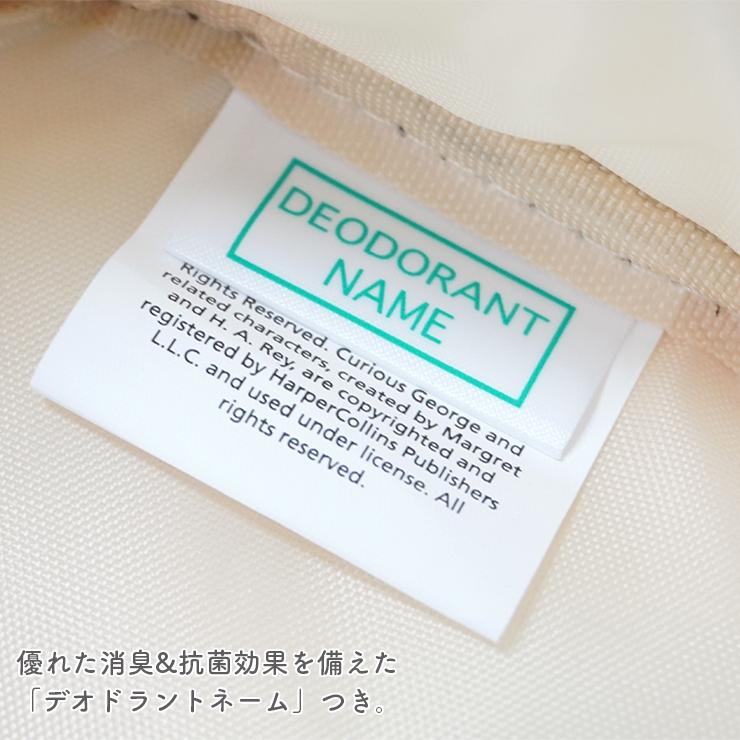 DEODORANT
NAME
Rights Reserved. Curious George and
related characters, created by Margret
and H. A. Rey, are copyrighted and
registered by HarperCollins Publishers
L.L.C. and used under license. All
rights reserved.
優れた消臭&抗菌効果を備えた
「デオドラントネーム」つき。